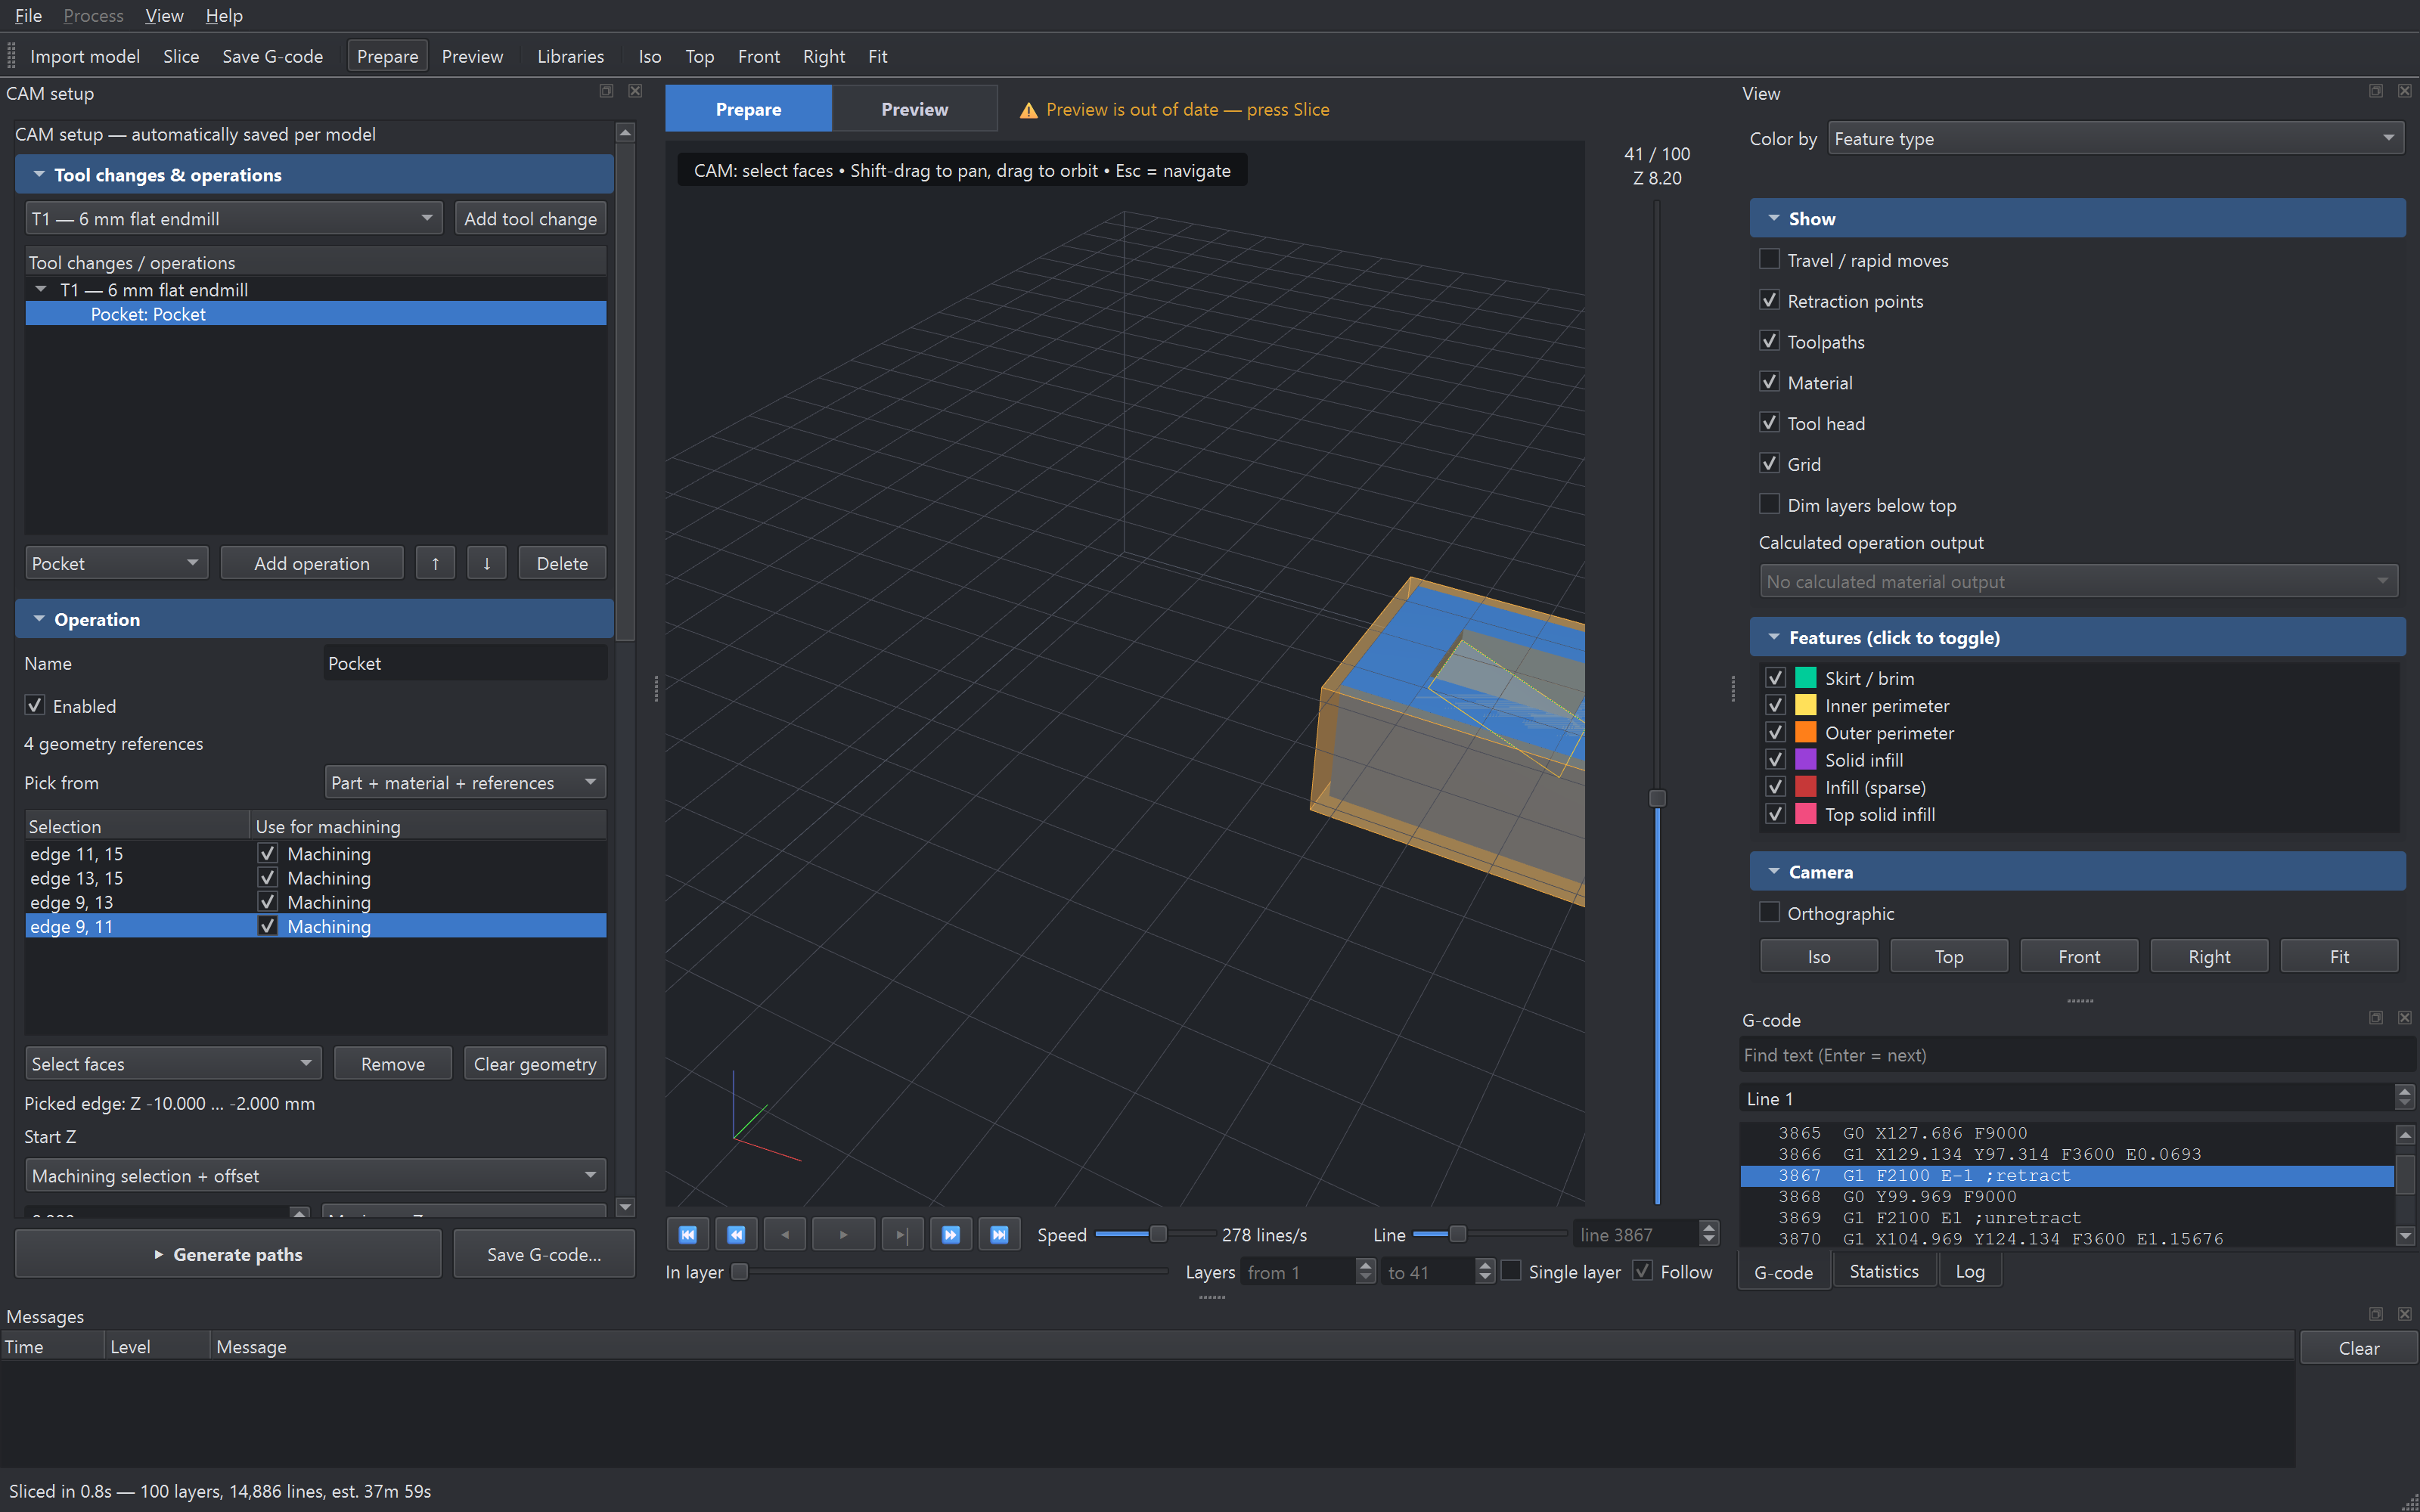 File Process View Help
Import model Slice Save G-code Prepare Preview Libraries Iso Top Front Right Fit
CAM setup
CAM setup — automatically saved per model
Tool changes & operations
T1 — 6 mm flat endmill Add tool change
Tool changes / operations
T1 — 6 mm flat endmill
Pocket: Pocket
Pocket Add operation ↑ ↓ Delete
Operation
Name Pocket
Enabled
4 geometry references
Pick from Part + material + references
Selection Use for machining
edge 11, 15 Machining
edge 13, 15 Machining
edge 9, 13 Machining
edge 9, 11 Machining
Select faces Remove Clear geometry
Picked edge: Z -10.000 ... -2.000 mm
Start Z
Machining selection + offset
Generate paths Save G-code...
Prepare Preview Preview is out of date — press Slice
CAM: select faces • Shift-drag to pan, drag to orbit • Esc = navigate
41 / 100
Z 8.20
Speed 278 lines/s Line line 3867
In layer Layers from 1 to 41 Single layer Follow
View
Color by Feature type
Show
Travel / rapid moves
Retraction points
Toolpaths
Material
Tool head
Grid
Dim layers below top
Calculated operation output
No calculated material output
Features (click to toggle)
Skirt / brim
Inner perimeter
Outer perimeter
Solid infill
Infill (sparse)
Top solid infill
Camera
Orthographic
Iso Top Front Right Fit
G-code
Find text (Enter = next)
Line 1
3865 G0 X127.686 F9000
3866 G1 X129.134 Y97.314 F3600 E0.0693
3867 G1 F2100 E-1 ;retract
3868 G0 Y99.969 F9000
3869 G1 F2100 E1 ;unretract
3870 G1 X104.969 Y124.134 F3600 E1.15676
G-code Statistics Log
Messages
Time Level Message Clear
Sliced in 0.8s — 100 layers, 14,886 lines, est. 37m 59s